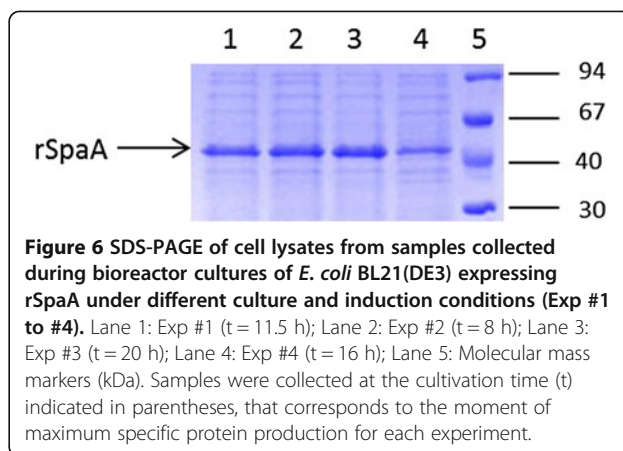 1 2 3 4 5
94
67
rSpaA
40
30
Figure 6 SDS-PAGE of cell lysates from samples collected
during bioreactor cultures of E. coli BL21(DE3) expressing
rSpaA under different culture and induction conditions (Exp #1
to #4). Lane 1: Exp #1 (t = 11.5 h); Lane 2: Exp #2 (t = 8 h); Lane 3:
Exp #3 (t = 20 h); Lane 4: Exp #4 (t = 16 h); Lane 5: Molecular mass
markers (kDa). Samples were collected at the cultivation time (t)
indicated in parentheses, that corresponds to the moment of
maximum specific protein production for each experiment.